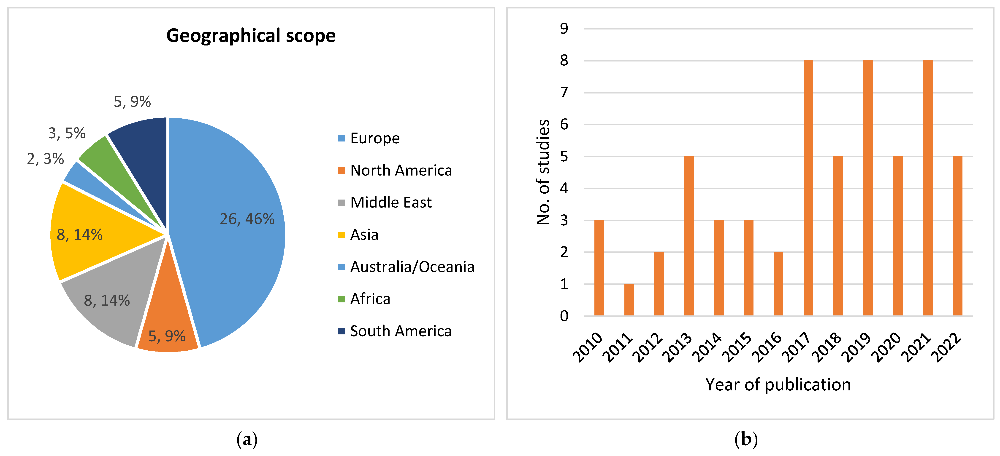 Geographical scope
5, 9%
3, 5%
2, 3%
26, 46%
8, 14%
8, 14%
5, 9%
Europe
North America
Middle East
Asia
Australia/Oceania
Africa
South America
(a)
9
8
7
6
5
4
3
2
1
0
No. of studies
2010
2011
2012
2013
2014
2015
2016
2017
2018
2019
2020
2021
2022
Year of publication
(b)